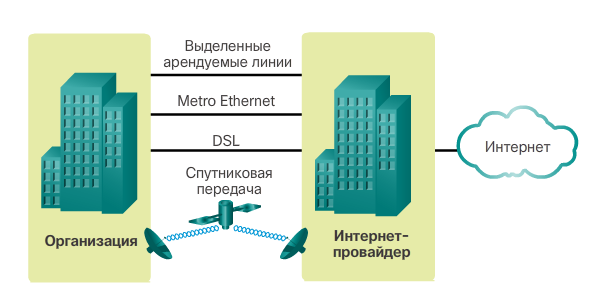 Выделенные
арендуемые линии
Metro Ethernet
DSL
Спутниковая
передача
Организация
Интернет-
провайдер
Интернет